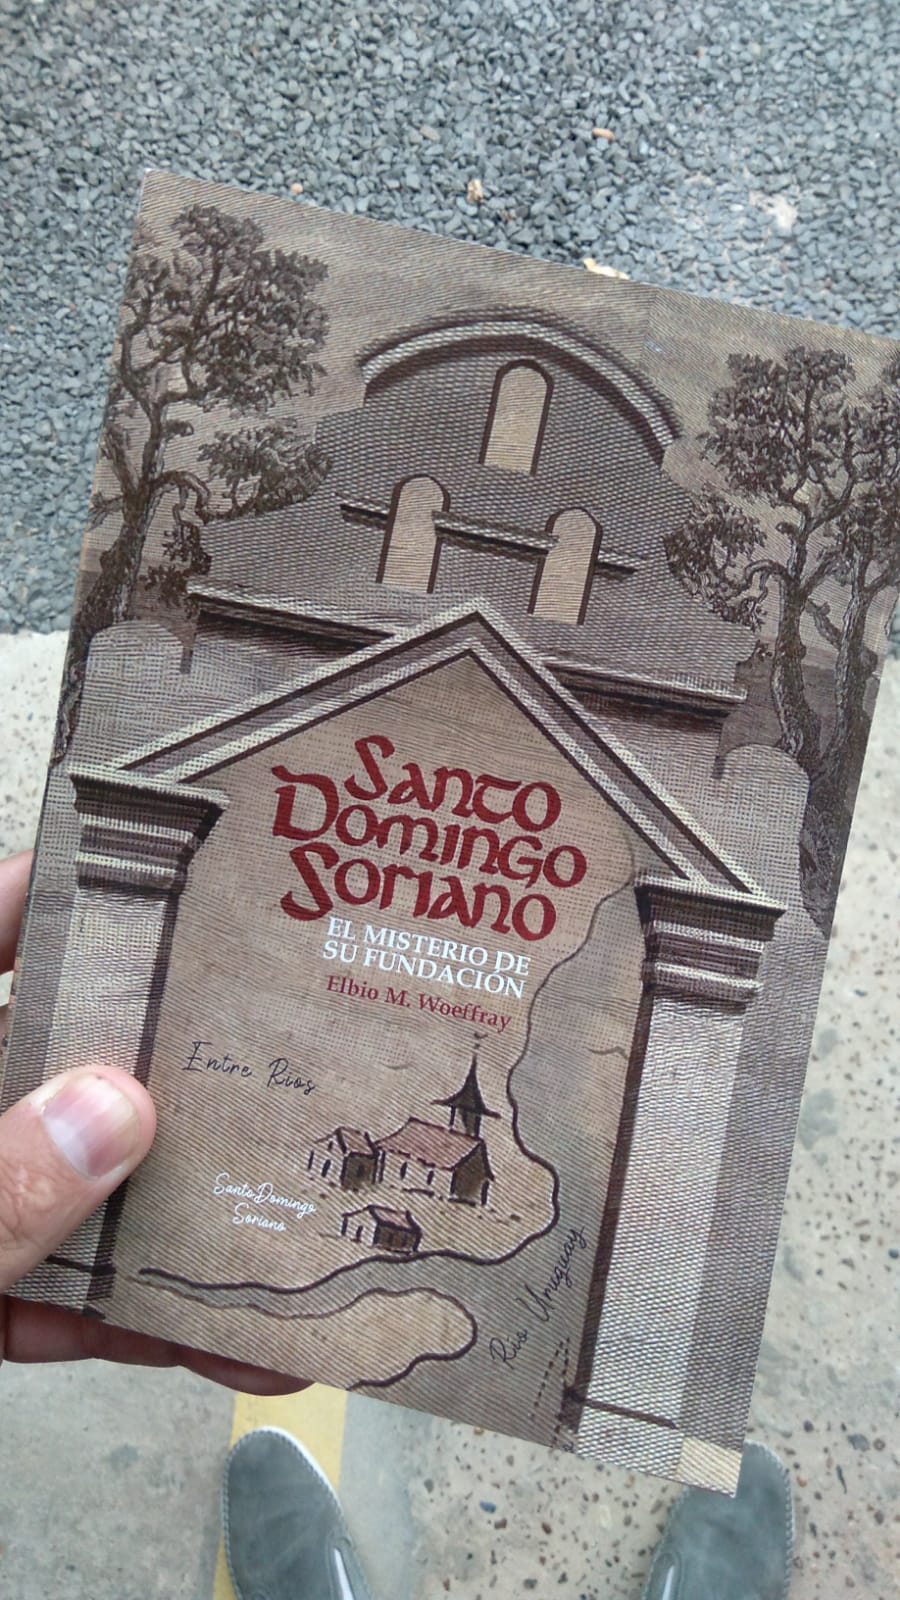 Santo
Domingo
Soriano
EL MISTERIO DE
SU FUNDACIÓN
Elbio M. Woeffray
Entre Rios
Santo Domingo
Soriano
Rio Uruguay